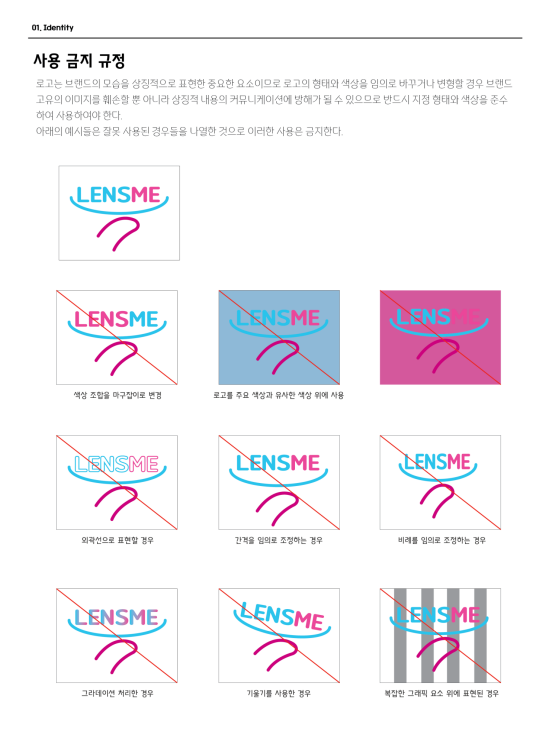 01. Identity
사용 금지 규정
로고는 브랜드의 모습을 상징적으로 표현한 중요한 요소이므로 로고의 형태와 색상을 임의로 바꾸거나 변형할 경우 브랜드
고유의 이미지를 훼손할 뿐 아니라 상징적 내용의 커뮤니케이션에 방해가 될 수 있으므로 반드시 지정 형태와 색상을 준수
하여 사용하여야 한다.
아래의 예시들은 잘못 사용된 경우들을 나열한 것으로 이러한 사용은 금지한다.
LENSME
LENSME
LENSME
LENSME
색상 조합을 마구잡이로 변경
로고를 주요 색상과 유사한 색상 위에 사용
LENSME
LENSME
LENSME
외곽선으로 표현할 경우
간격을 임의로 조정하는 경우
비례를 임의로 조정하는 경우
LENSME
LENSME
LENSME
그라데이션 처리한 경우
기울기를 사용한 경우
복잡한 그래픽 요소 위에 표현된 경우